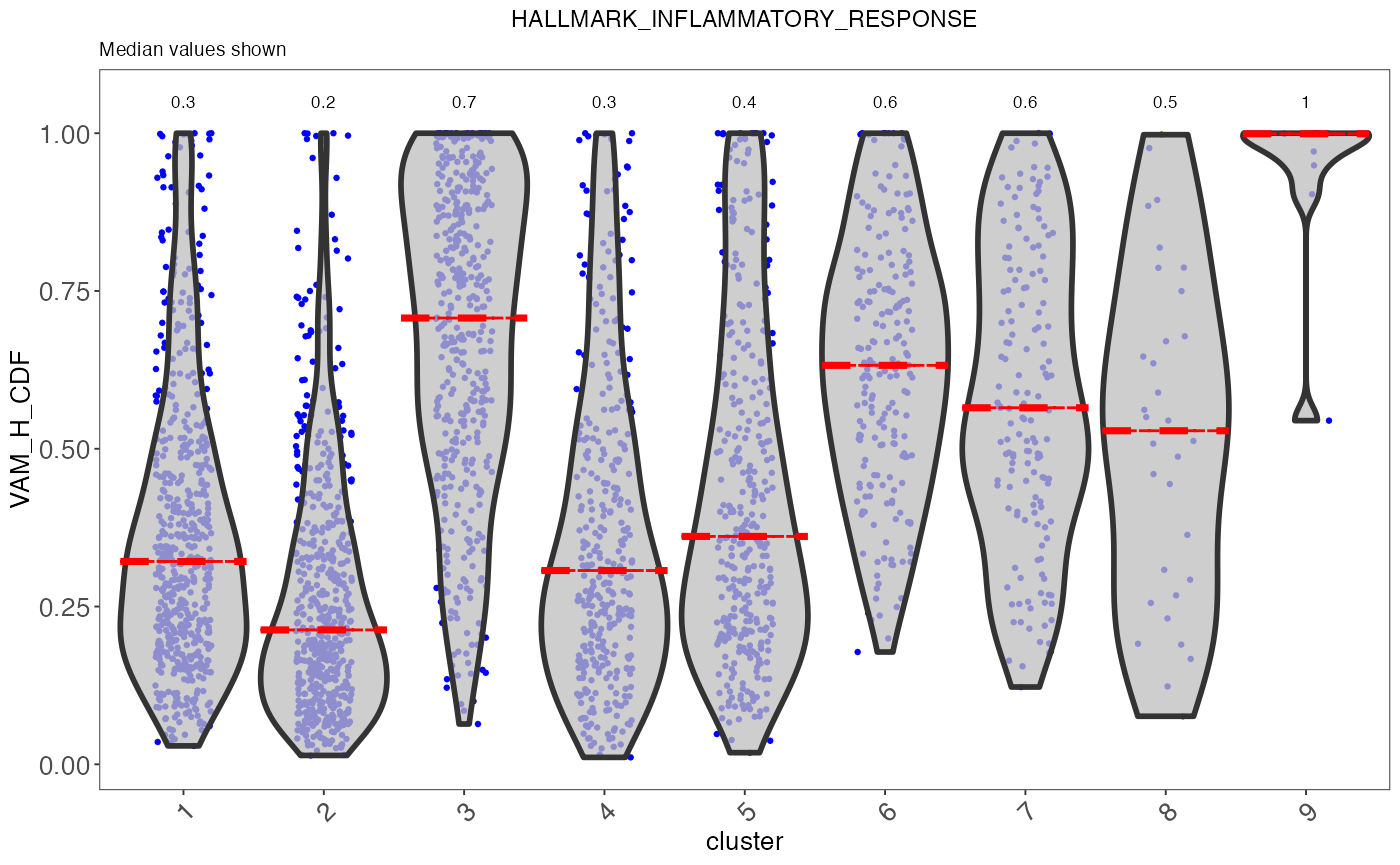 HALLMARK_INFLAMMATORY_RESPONSE
Median values shown
0.3 0.2 0.7 0.3 0.4 0.6 0.6 0.5 1
VAM_H_CDF
1.00
0.75
0.50
0.25
0.00
1 2 3 4 5 6 7 8 9
cluster